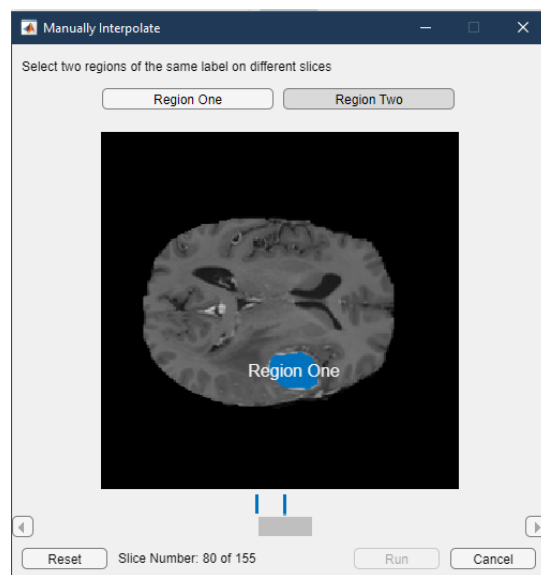 Manually Interpolate
Select two regions of the same label on different slices
Region One Region Two
Region One
Reset Slice Number: 80 of 155 Run Cancel